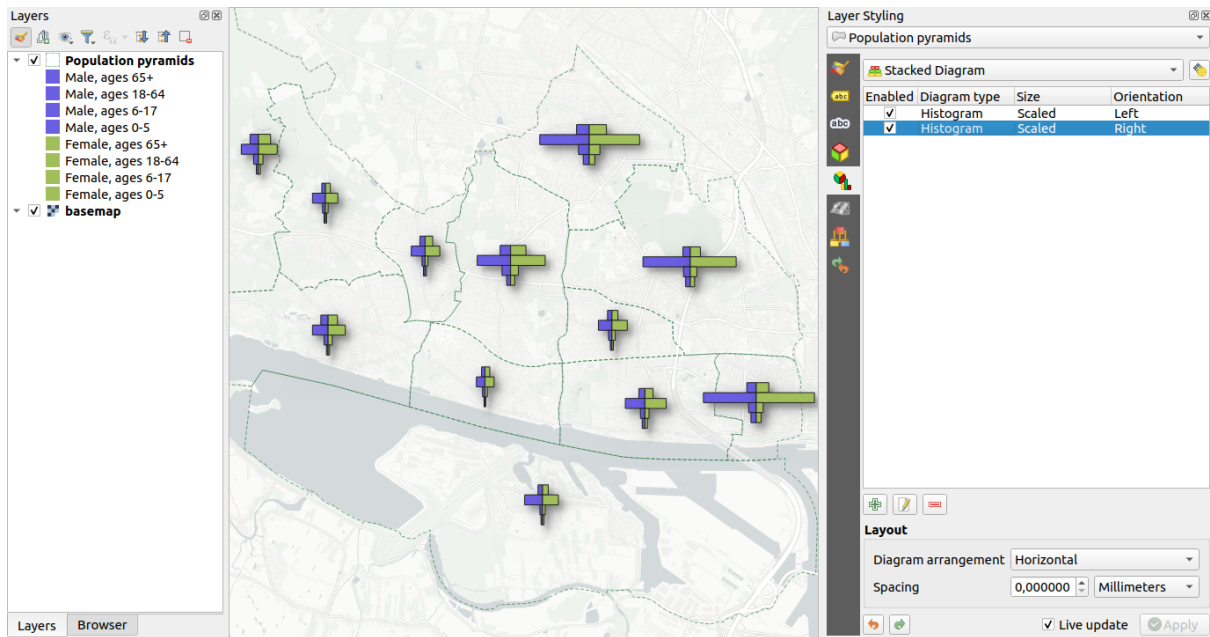 Layers
Population pyramids
Male, ages 65+
Male, ages 18-64
Male, ages 6-17
Male, ages 0-5
Female, ages 65+
Female, ages 18-64
Female, ages 6-17
Female, ages 0-5
basemap
Layers Browser
Layer Styling
Population pyramids
abc
abc
Stacked Diagram
Enabled Diagram type Size Orientation
Histogram Scaled Left
Histogram Scaled Right
Layout
Diagram arrangement Horizontal
Spacing 0,000000 Millimeters
Live update Apply